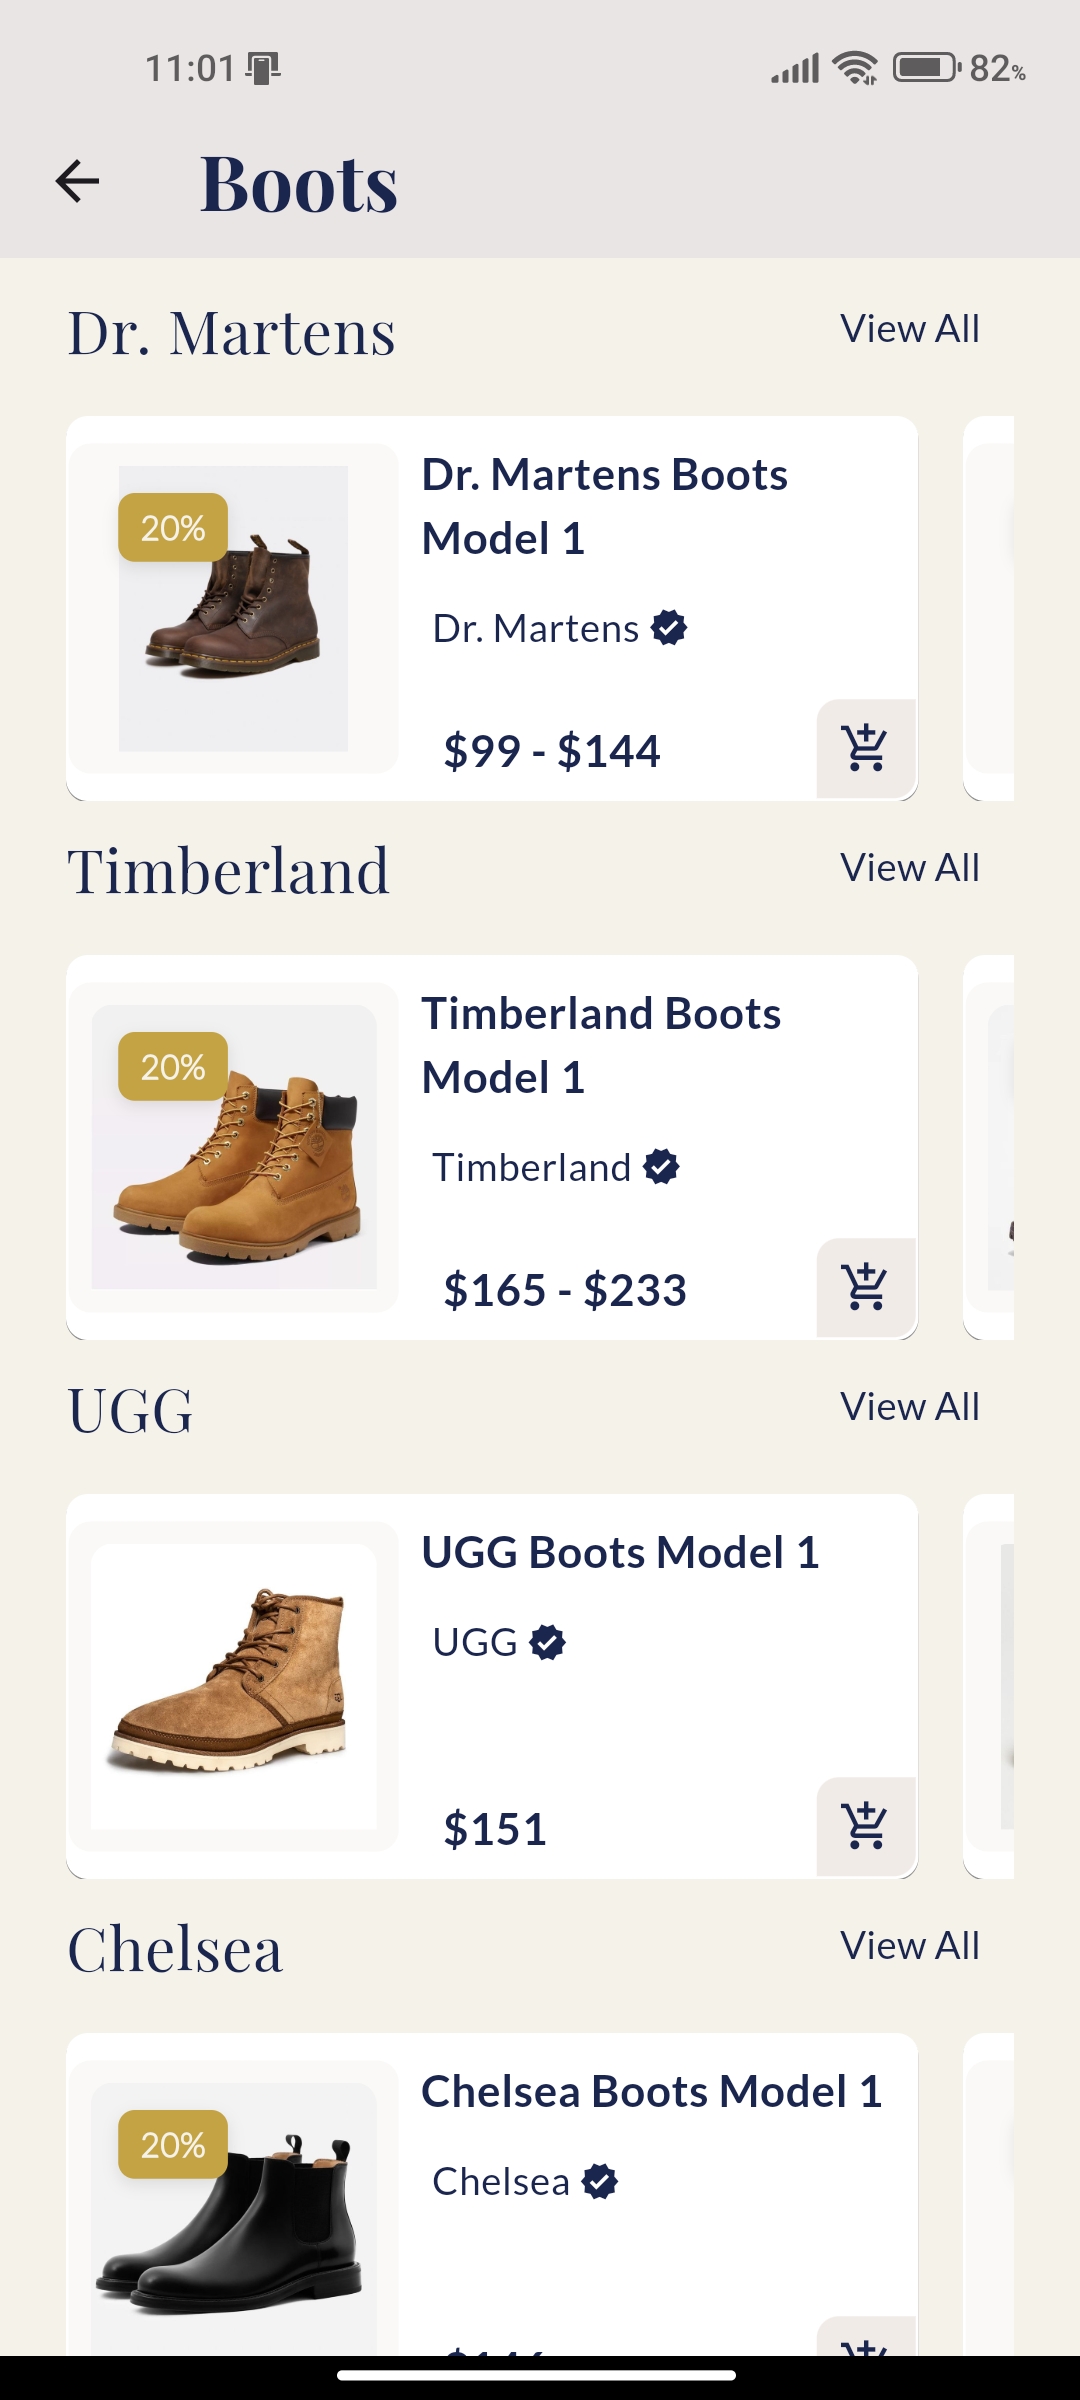 11:01
82%
Boots
Dr. Martens
View All
20%
Dr. Martens Boots
Model 1
Dr. Martens
$99 - $144
Timberland
View All
20%
Timberland Boots
Model 1
Timberland
$165 - $233
UGG
View All
UGG Boots Model 1
UGG
$151
Chelsea
View All
20%
Chelsea Boots Model 1
Chelsea